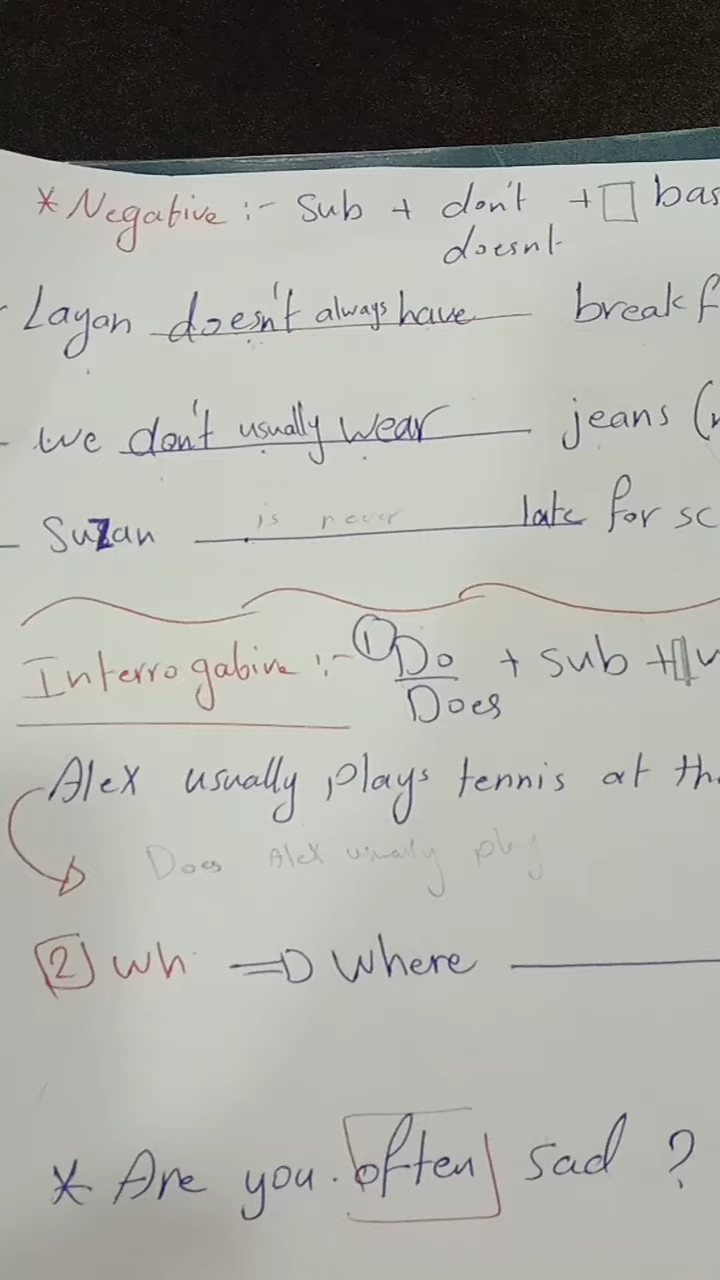 * Negative :- Sub + don't + □ bas
doesnt
- Layan doesn't always have breakf
- we don't usually wear jeans (n
- Suzan is never late for sc
Interrogative :- ① Do + sub + v
Does
Alex usually plays tennis at th
Does Alex usually play
2 wh => Where
* Are you often sad ?